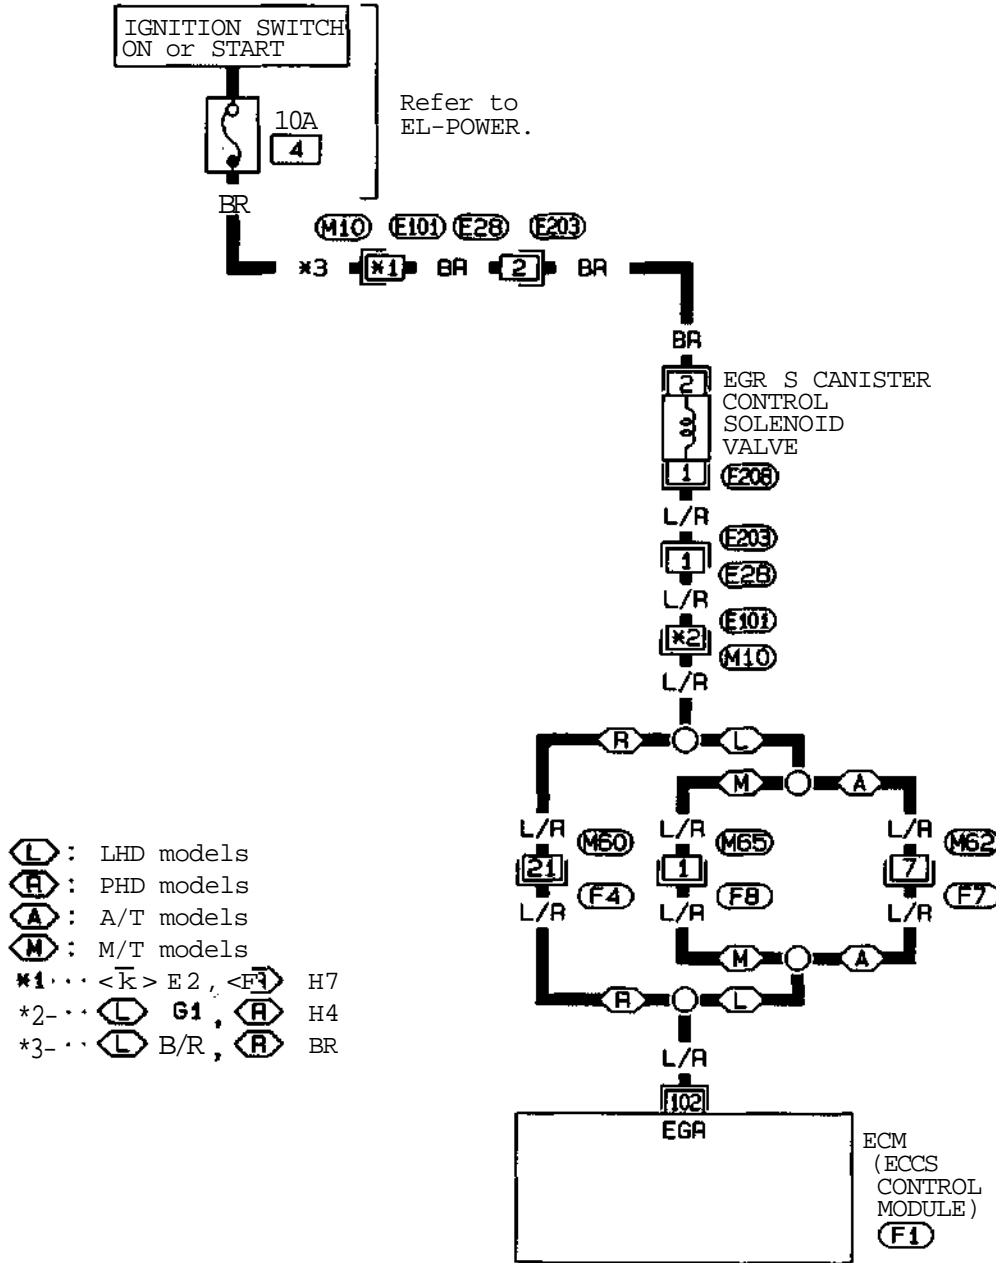 IGNITION SWITCH
ON or START
10A
4
Refer to
EL-POWER.
BR
M10 E101 E28 E203
*3 *1 BR 2 BR
BR
2
EGR S CANISTER
CONTROL
SOLENOID
VALVE
1
E208
L/R
E203
1
E28
L/R
E101
*2
M10
L/R
R L
M A
L/R L/R L/R
M60 M65 M62
21 1 7
F4 F8 F7
L/R L/R L/R
M A
R L
L/R
102
EGR
ECM
(ECCS
CONTROL
MODULE)
F1
L : LHD models
R : PHD models
A : A/T models
M : M/T models
*1··· <k> E2, <F H7
*2-·· L G1, R H4
*3-·· L B/R, R BR